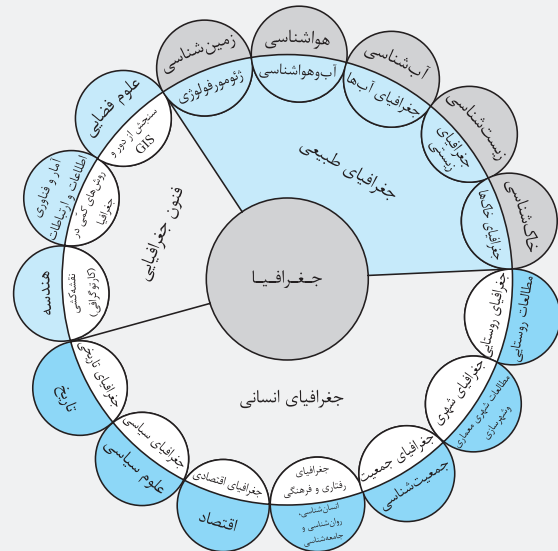 جغرافیا
جغرافیای طبیعی
فنون جغرافیایی
جغرافیای انسانی
زمین‌شناسی
ژئومورفولوژی
هواشناسی
آب‌وهواشناسی
آب‌شناسی
جغرافیای آب‌ها
زیست‌شناسی
جغرافیای
زیستی
خاک‌شناسی
جغرافیای خاک‌ها
مطالعات روستایی
جغرافیای روستایی
مطالعات شهری معماری
وشهرسازی
جغرافیای شهری
جمعیت‌شناسی
جغرافیای جمعیت
جغرافیای
رفتاری و فرهنگی
انسان‌شناسی،
روان‌شناسی و
جامعه‌شناسی
جغرافیای اقتصادی
اقتصاد
جغرافیای سیاسی
علوم سیاسی
جغرافیای تاریخی
تاریخ
هندسه
نقشه‌کشی
(کارتوگرافی)
آمار و فناوری
اطلاعات و ارتباطات
روش‌های کمّی در
جغرافیا
علوم فضایی
سنجش از دور و
GIS